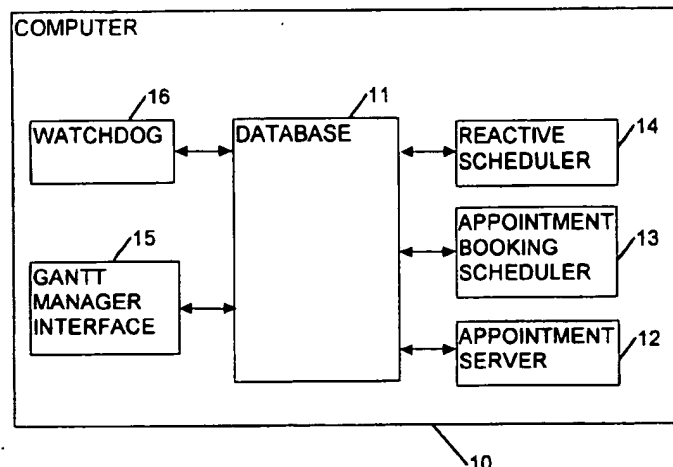 COMPUTER
16
WATCHDOG
11
DATABASE
14
REACTIVE
SCHEDULER
15
GANTT
MANAGER
INTERFACE
13
APPOINTMENT
BOOKING
SCHEDULER
12
APPOINTMENT
SERVER
10